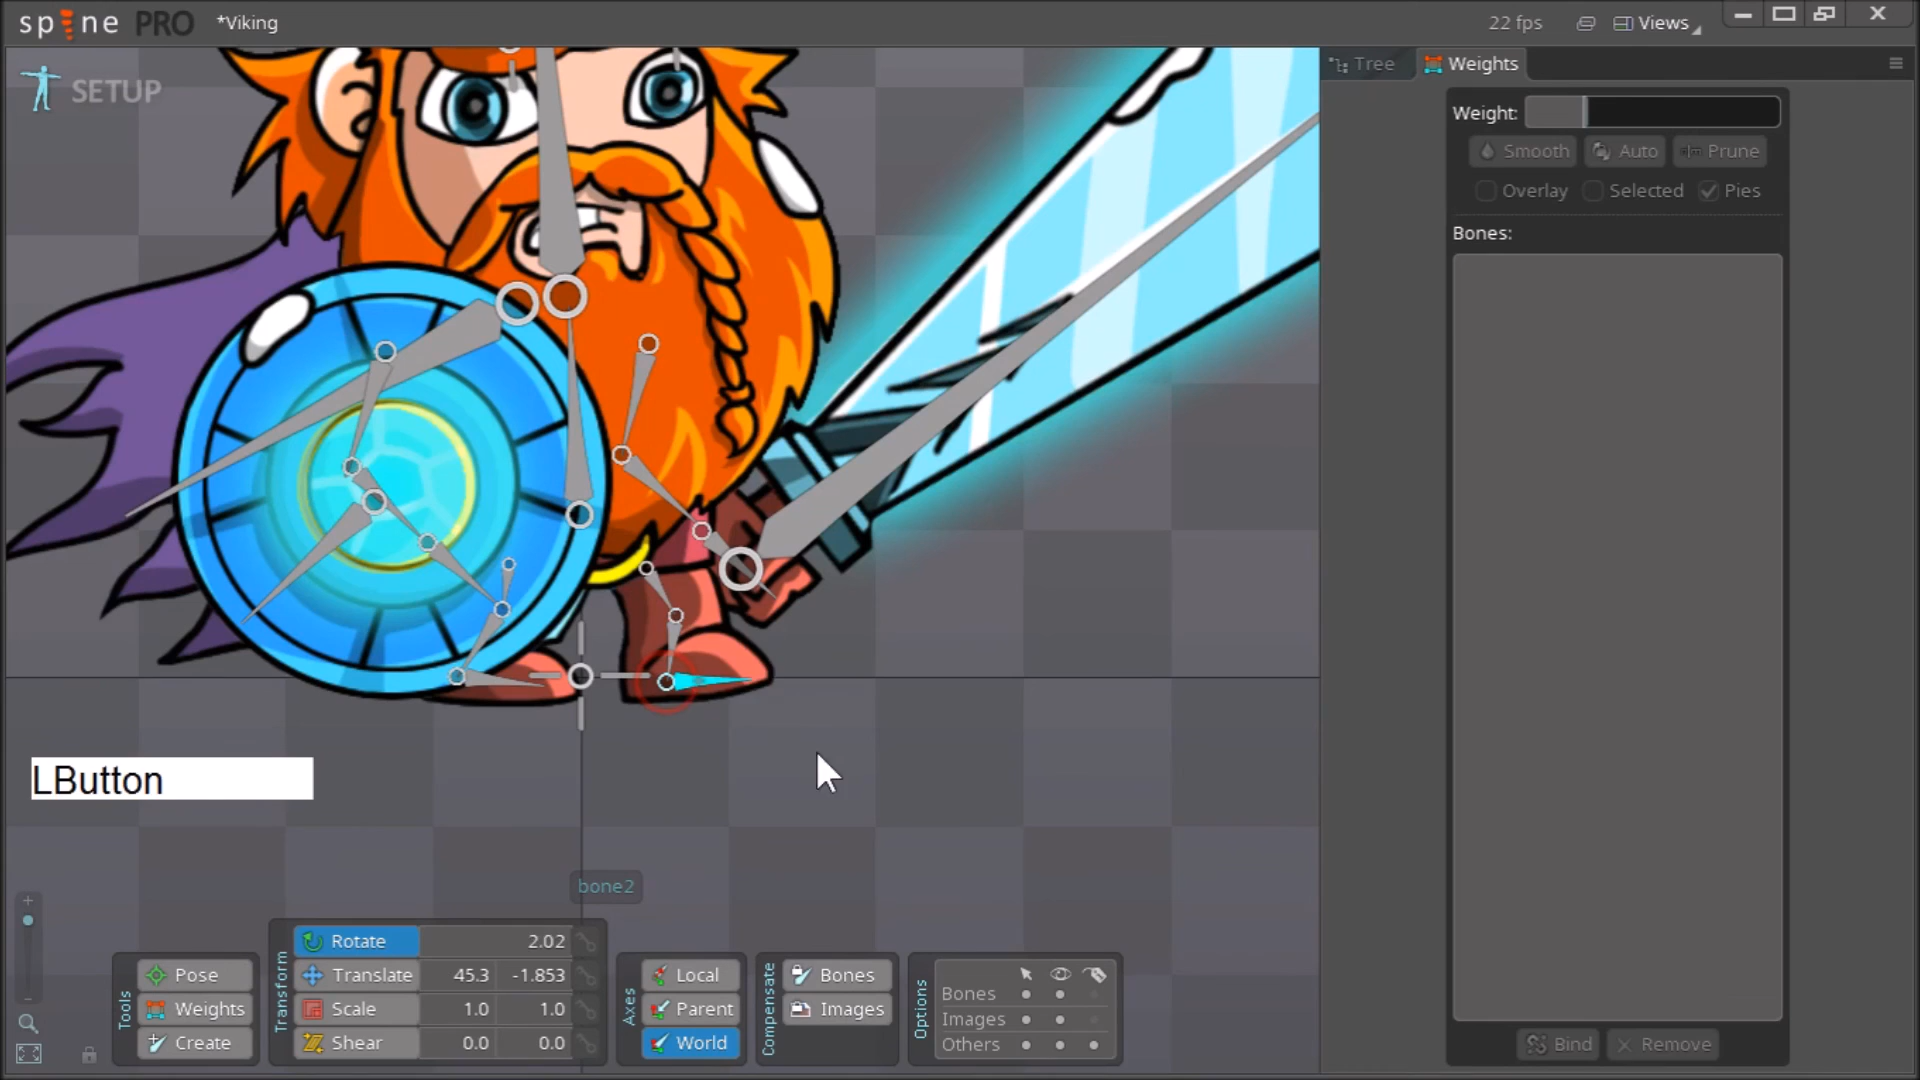 spine PRO *Viking 22 fps Views
SETUP Tree Weights
Weight:
Smooth Auto Prune
Overlay Selected Pies
Bones:
LButton
bone2
Tools
Pose
Weights
Create
Transform
Rotate 2.02
Translate 45.3 -1.853
Scale 1.0 1.0
Shear 0.0 0.0
Axes
Local
Parent
World
Compensate
Bones
Images
Options
Bones
Images
Others
Bind Remove